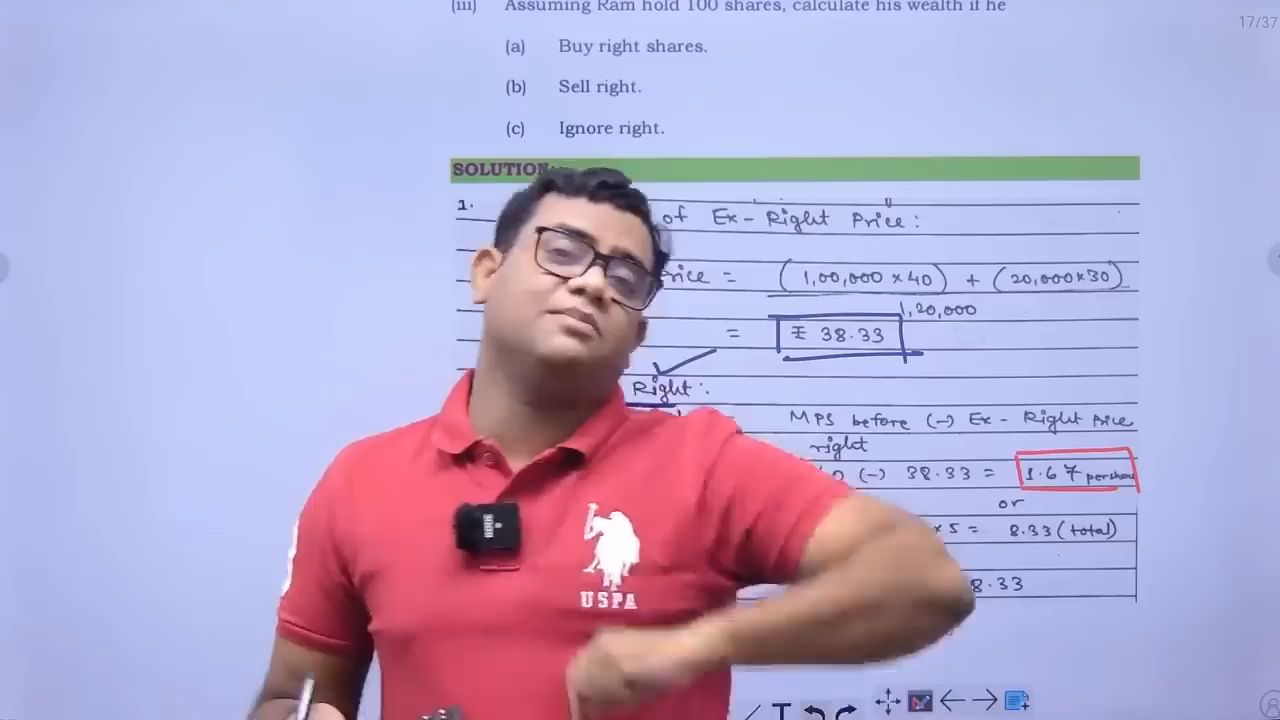 (iii) Assuming Ram hold 100 shares, calculate his wealth if he
17/37
(a) Buy right shares.
(b) Sell right.
(c) Ignore right.
SOLUTION
1. of Ex-Right Price:
= (1,00,000 × 40) + (20,000×30)
1,20,000
= ₹ 38.33
Right:
MPS before (-) Ex-Right Price
right
(-) 38.33 = 1.67 per share
or
×5 = 8.33 (total)
8.33
USPA